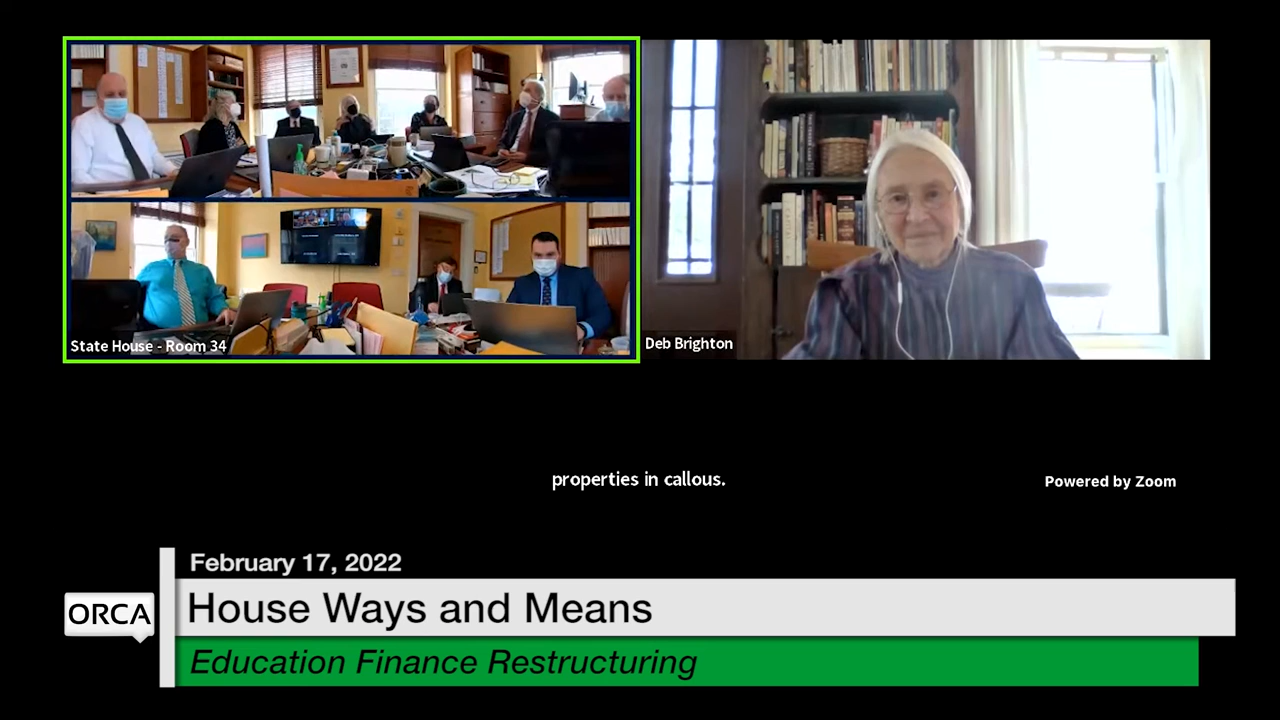 State House - Room 34
Deb Brighton
properties in callous.
Powered by Zoom
February 17, 2022
ORCA
House Ways and Means
Education Finance Restructuring